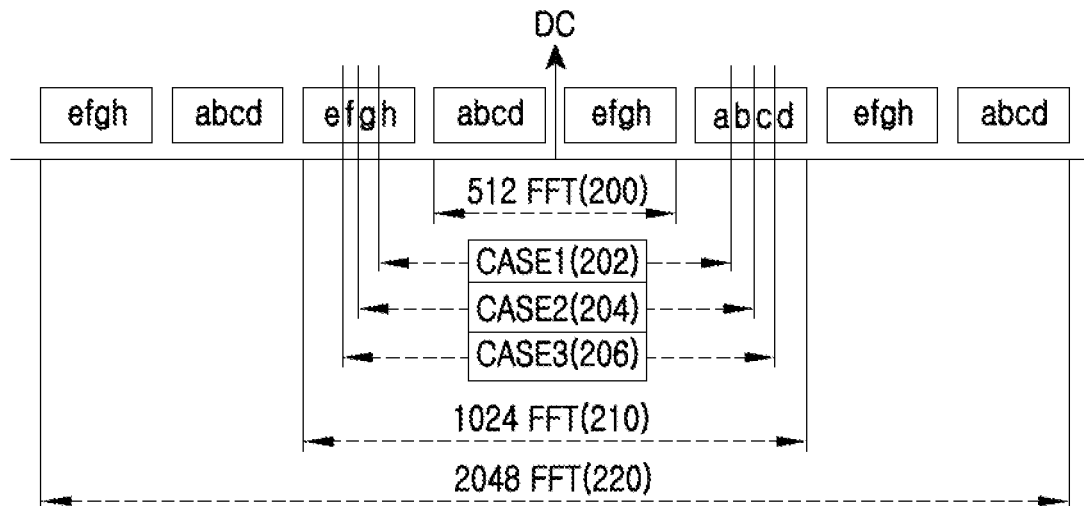 DC
efgh abcd efgh abcd efgh abcd efgh abcd
512 FFT(200)
CASE1(202)
CASE2(204)
CASE3(206)
1024 FFT(210)
2048 FFT(220)